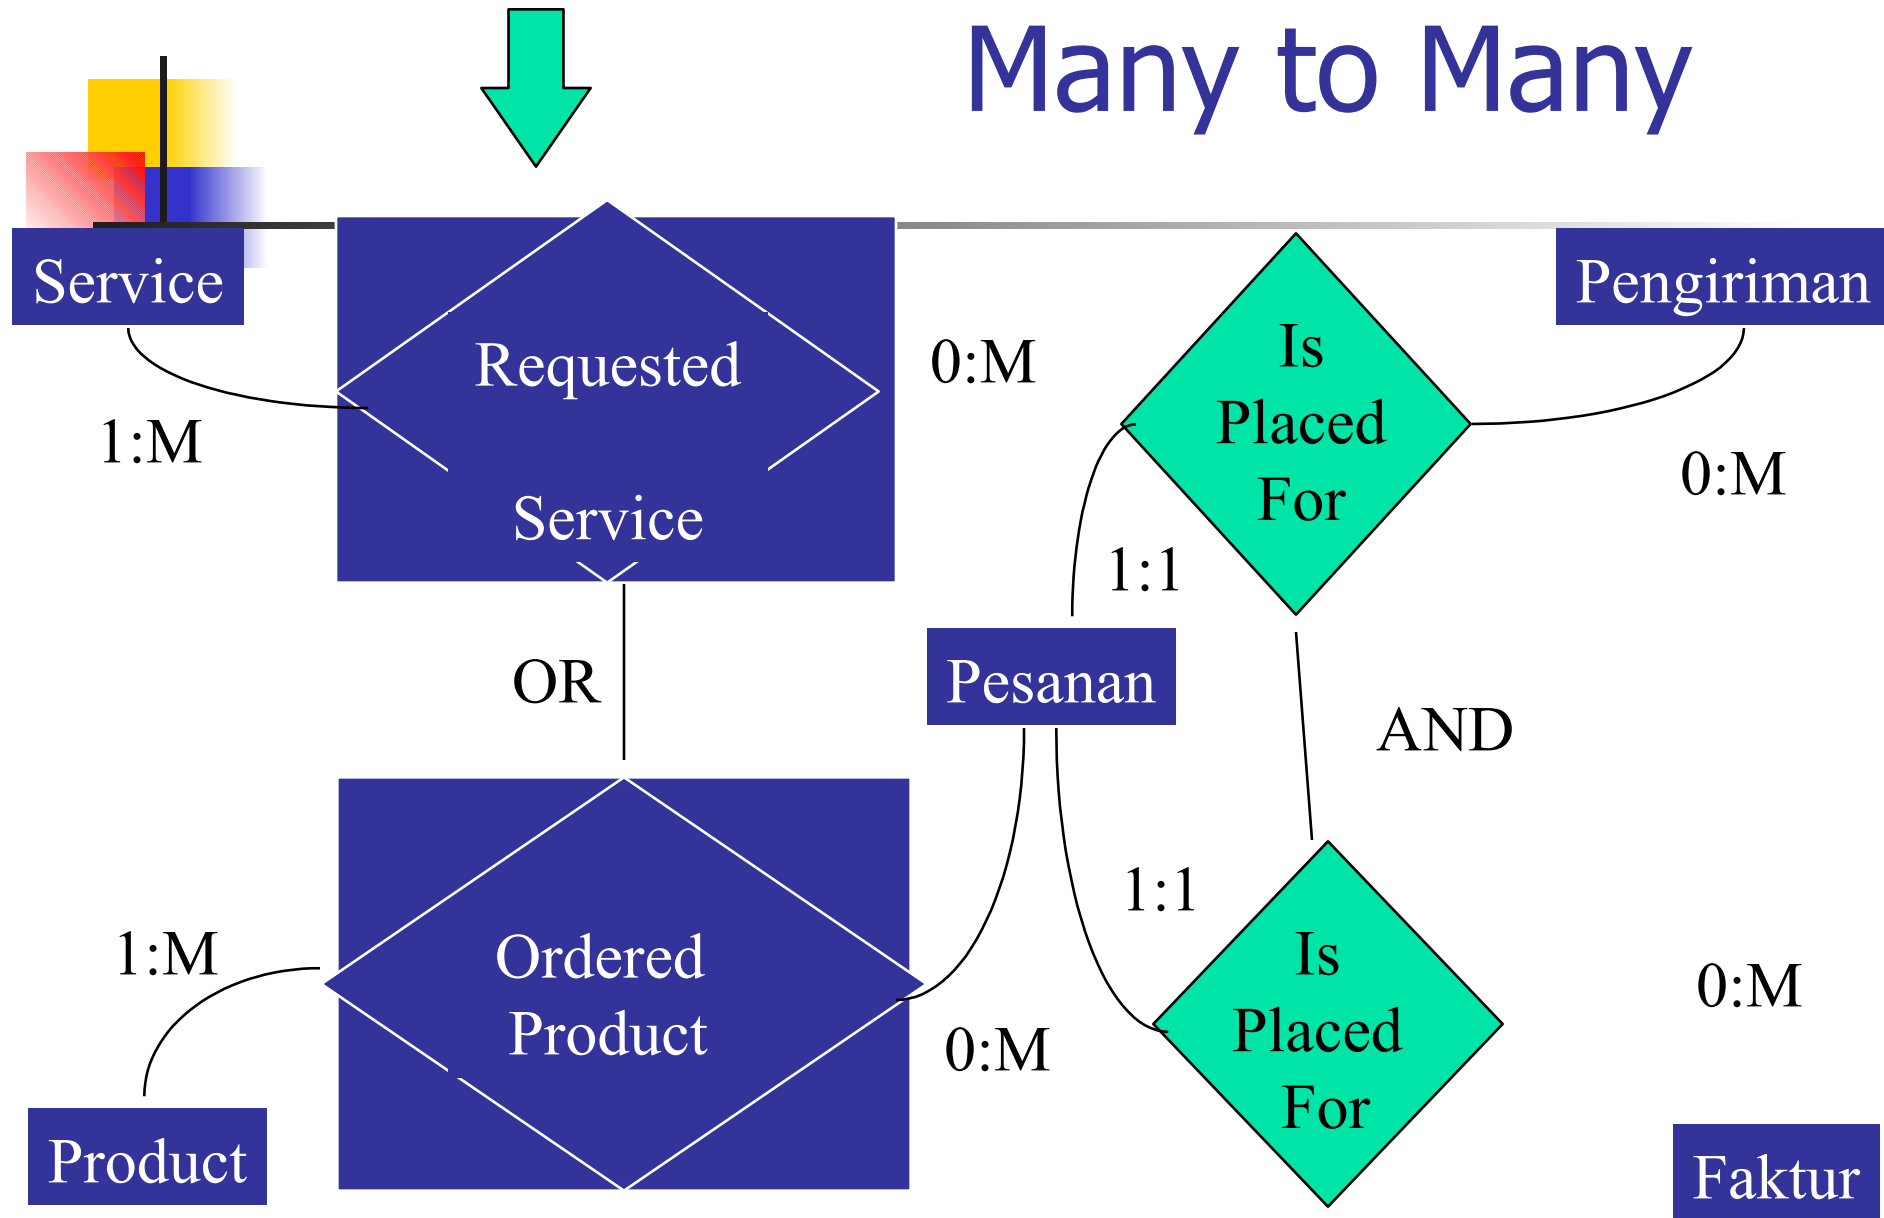 Many to Many
Service
Requested
Service
0:M
Is
Placed
For
Pengiriman
1:M
0:M
1:1
OR
Pesanan
AND
1:M
Ordered
Product
0:M
1:1
Is
Placed
For
0:M
Product
Faktur